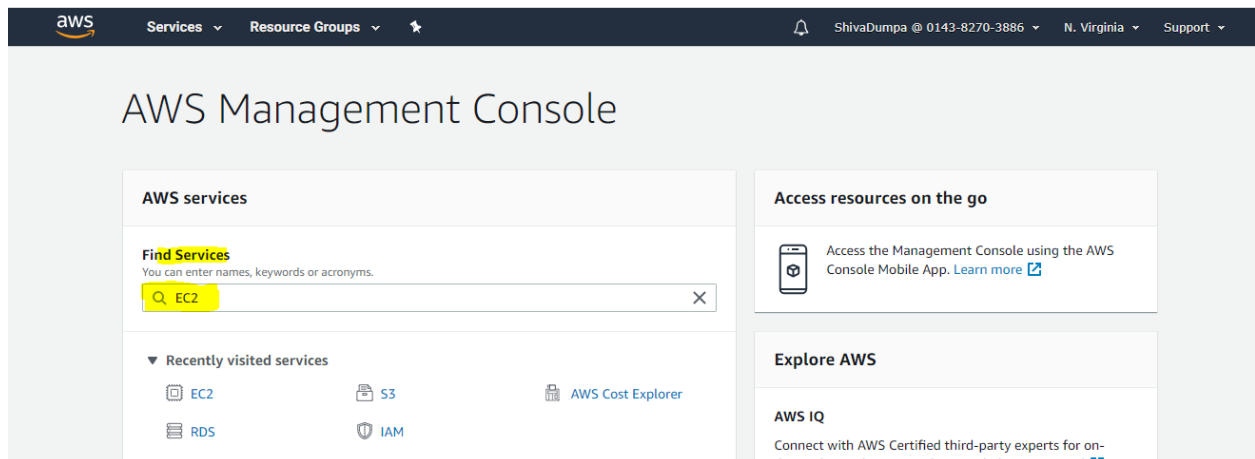 aws Services Resource Groups ShivaDumpa @ 0143-8270-3886 N. Virginia Support
AWS Management Console
AWS services
Find Services
You can enter names, keywords or acronyms.
EC2
Recently visited services
EC2 S3 AWS Cost Explorer
RDS IAM
Access resources on the go
Access the Management Console using the AWS
Console Mobile App. Learn more
Explore AWS
AWS IQ
Connect with AWS Certified third-party experts for on-